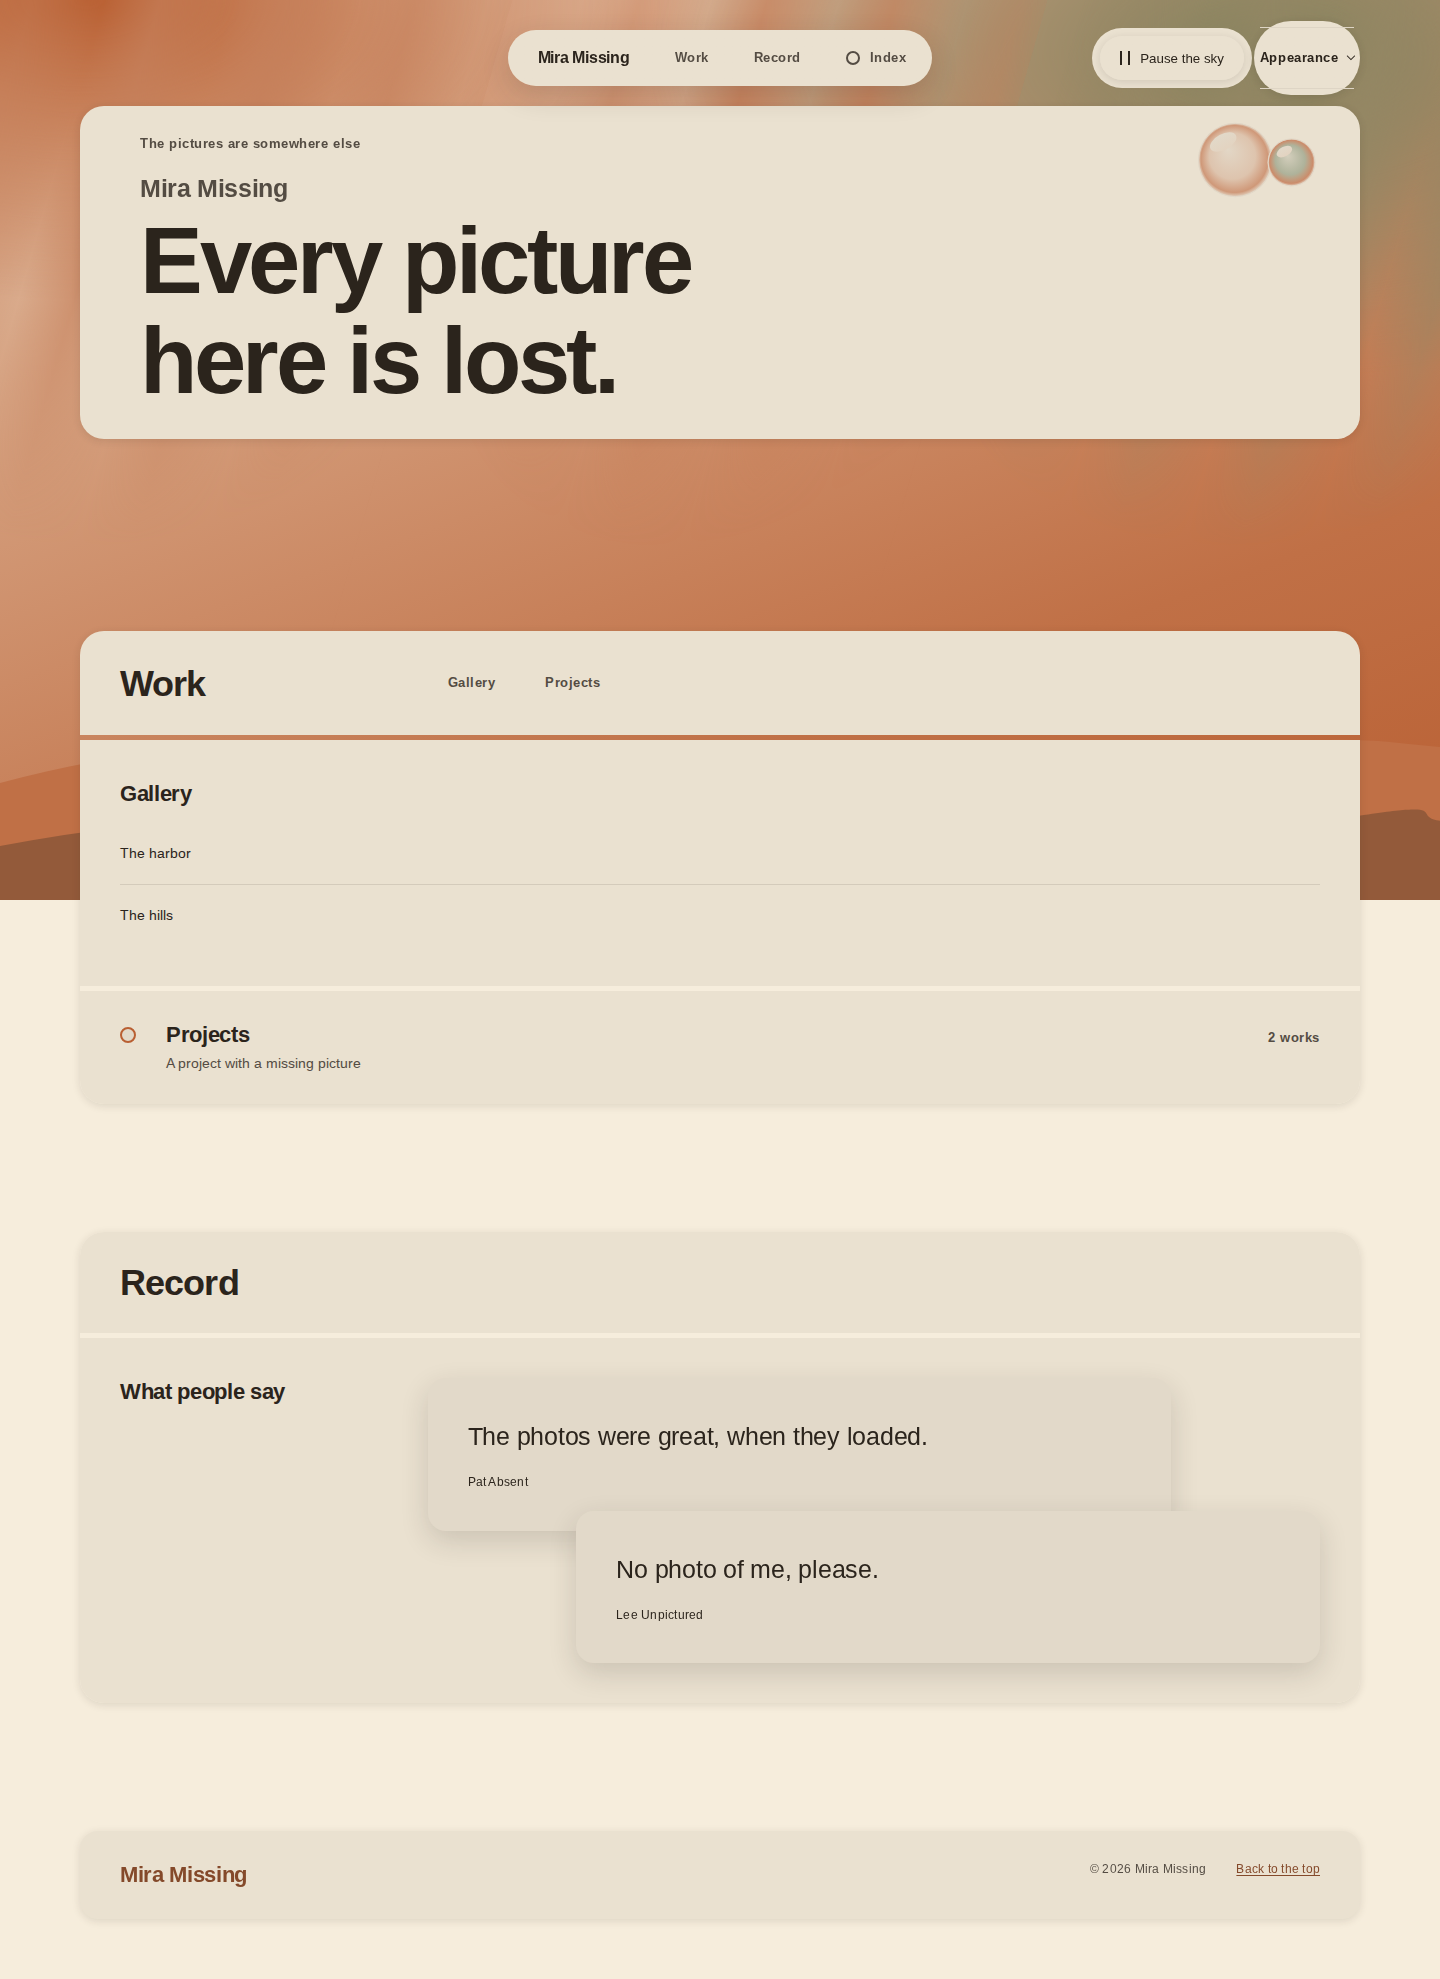 Mira Missing Work Record Index Pause the sky Appearance
The pictures are somewhere else
Mira Missing
Every picture
here is lost.
Work Gallery Projects
Gallery
The harbor
The hills
Projects 2 works
A project with a missing picture
Record
What people say
The photos were great, when they loaded.
Pat Absent
No photo of me, please.
Lee Unpictured
Mira Missing © 2026 Mira Missing Back to the top